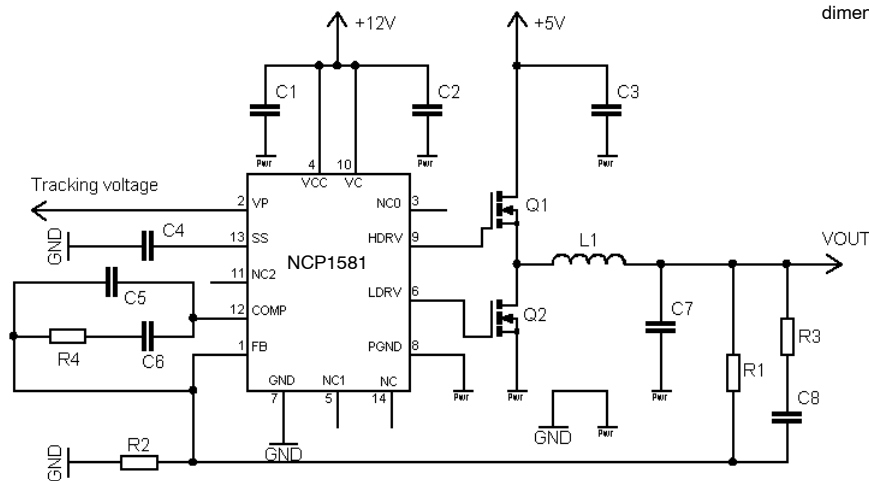 dimer
+12V
+5V
C1
C2
C3
Pwr
Pwr
Pwr
4
10
VCC
VC
Tracking voltage
2
VP
NC0
3
Q1
GND
C4
13
SS
HDRV
9
L1
VOUT
NCP1581
11
NC2
C5
LDRV
6
Q2
12
COMP
C7
R4
C6
1
FB
PGND
8
R3
R1
GND
NC1
NC
7
5
14
Pwr
Pwr
Pwr
C8
GND
GND
Pwr
R2
GND